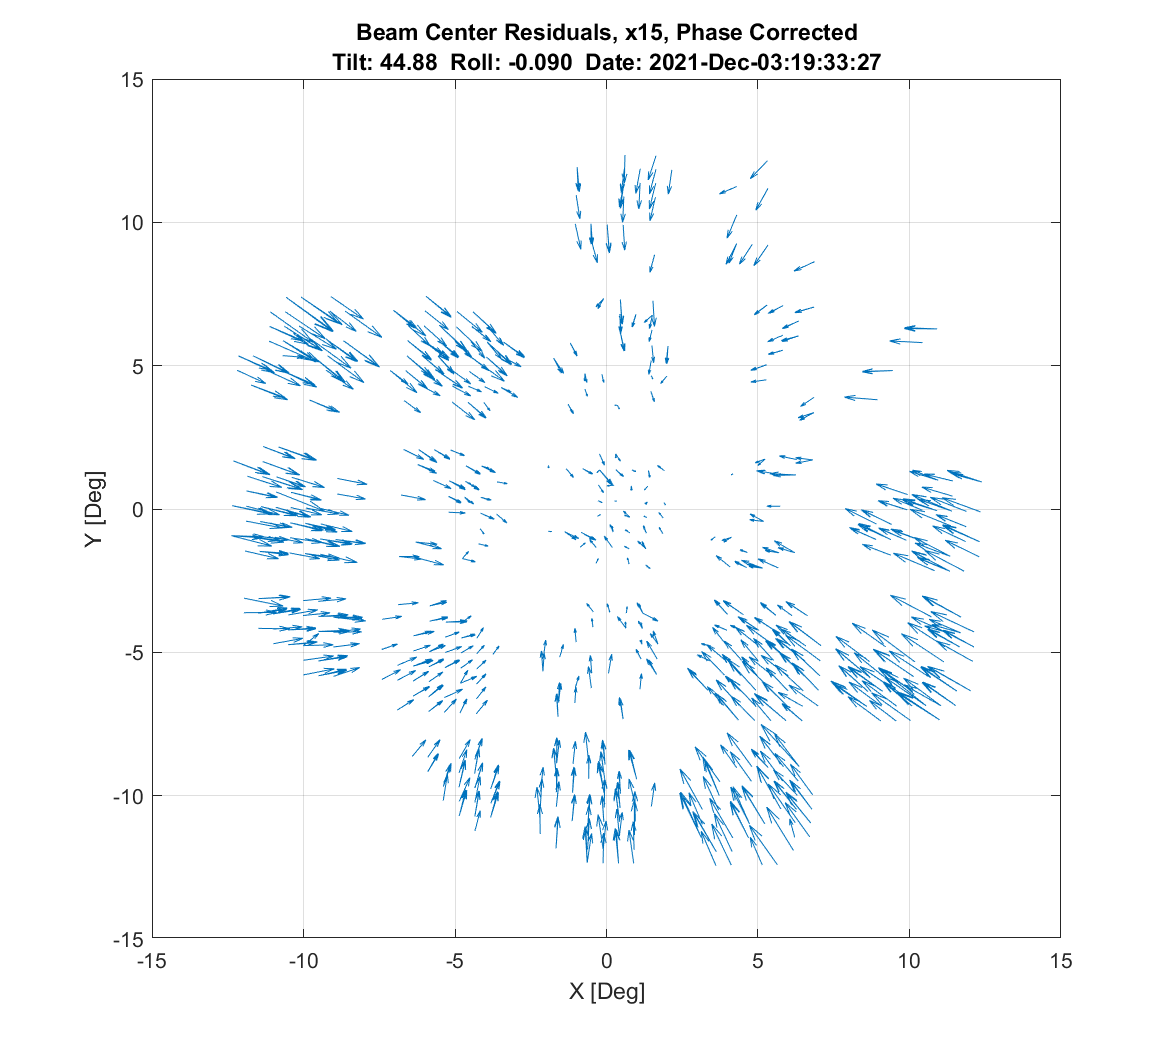 Beam Center Residuals, x15, Phase Corrected
Tilt: 44.88 Roll: -0.090 Date: 2021-Dec-03:19:33:27
15
10
5
0
-5
-10
-15
Y [Deg]
-15 -10 -5 0 5 10 15
X [Deg]